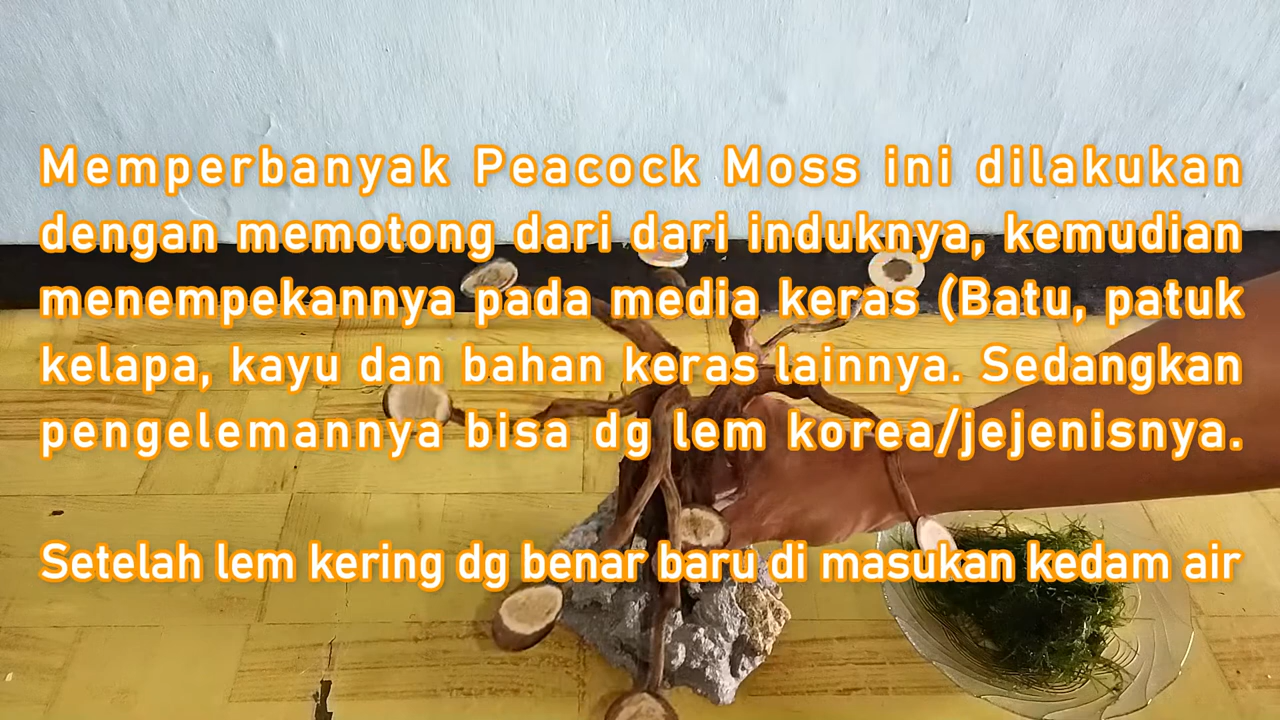 Memperbanyak Peacock Moss ini dilakukan
dengan memotong dari dari induknya, kemudian
menempekannya pada media keras (Batu, patuk
kelapa, kayu dan bahan keras lainnya. Sedangkan
pengelemannya bisa dg lem korea/jejenisnya.
Setelah lem kering dg benar baru di masukan kedam air